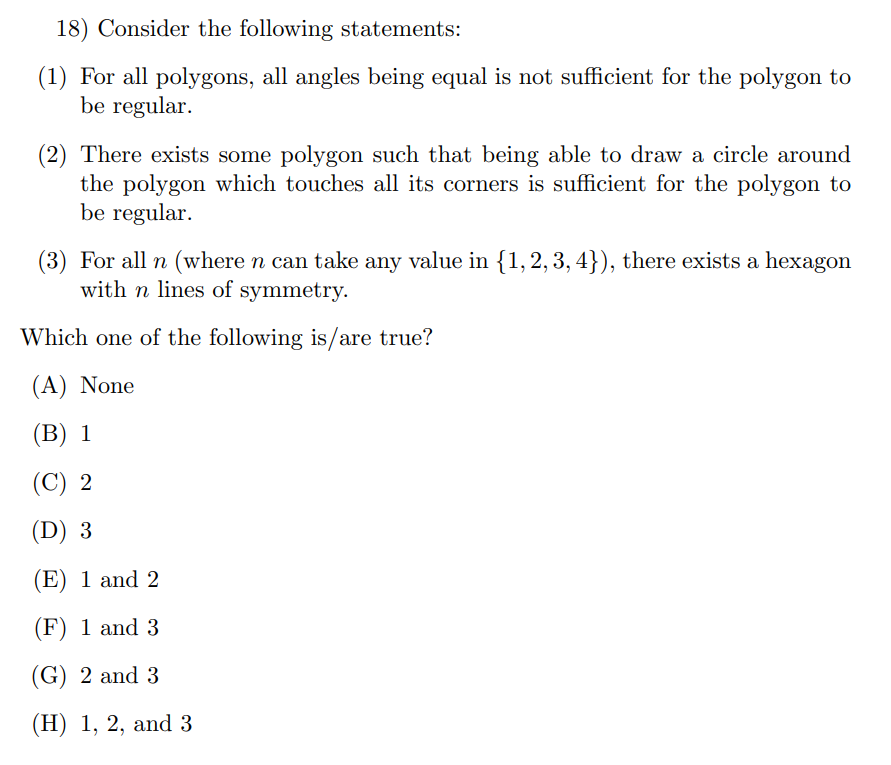 18) Consider the following statements:
(1) For all polygons, all angles being equal is not sufficient for the polygon to
be regular.
(2) There exists some polygon such that being able to draw a circle around
the polygon which touches all its corners is sufficient for the polygon to
be regular.
(3) For all n (where n can take any value in {1, 2, 3, 4}), there exists a hexagon
with n lines of symmetry.
Which one of the following is/are true?
(A) None
(B) 1
(C) 2
(D) 3
(E) 1 and 2
(F) 1 and 3
(G) 2 and 3
(H) 1, 2, and 3